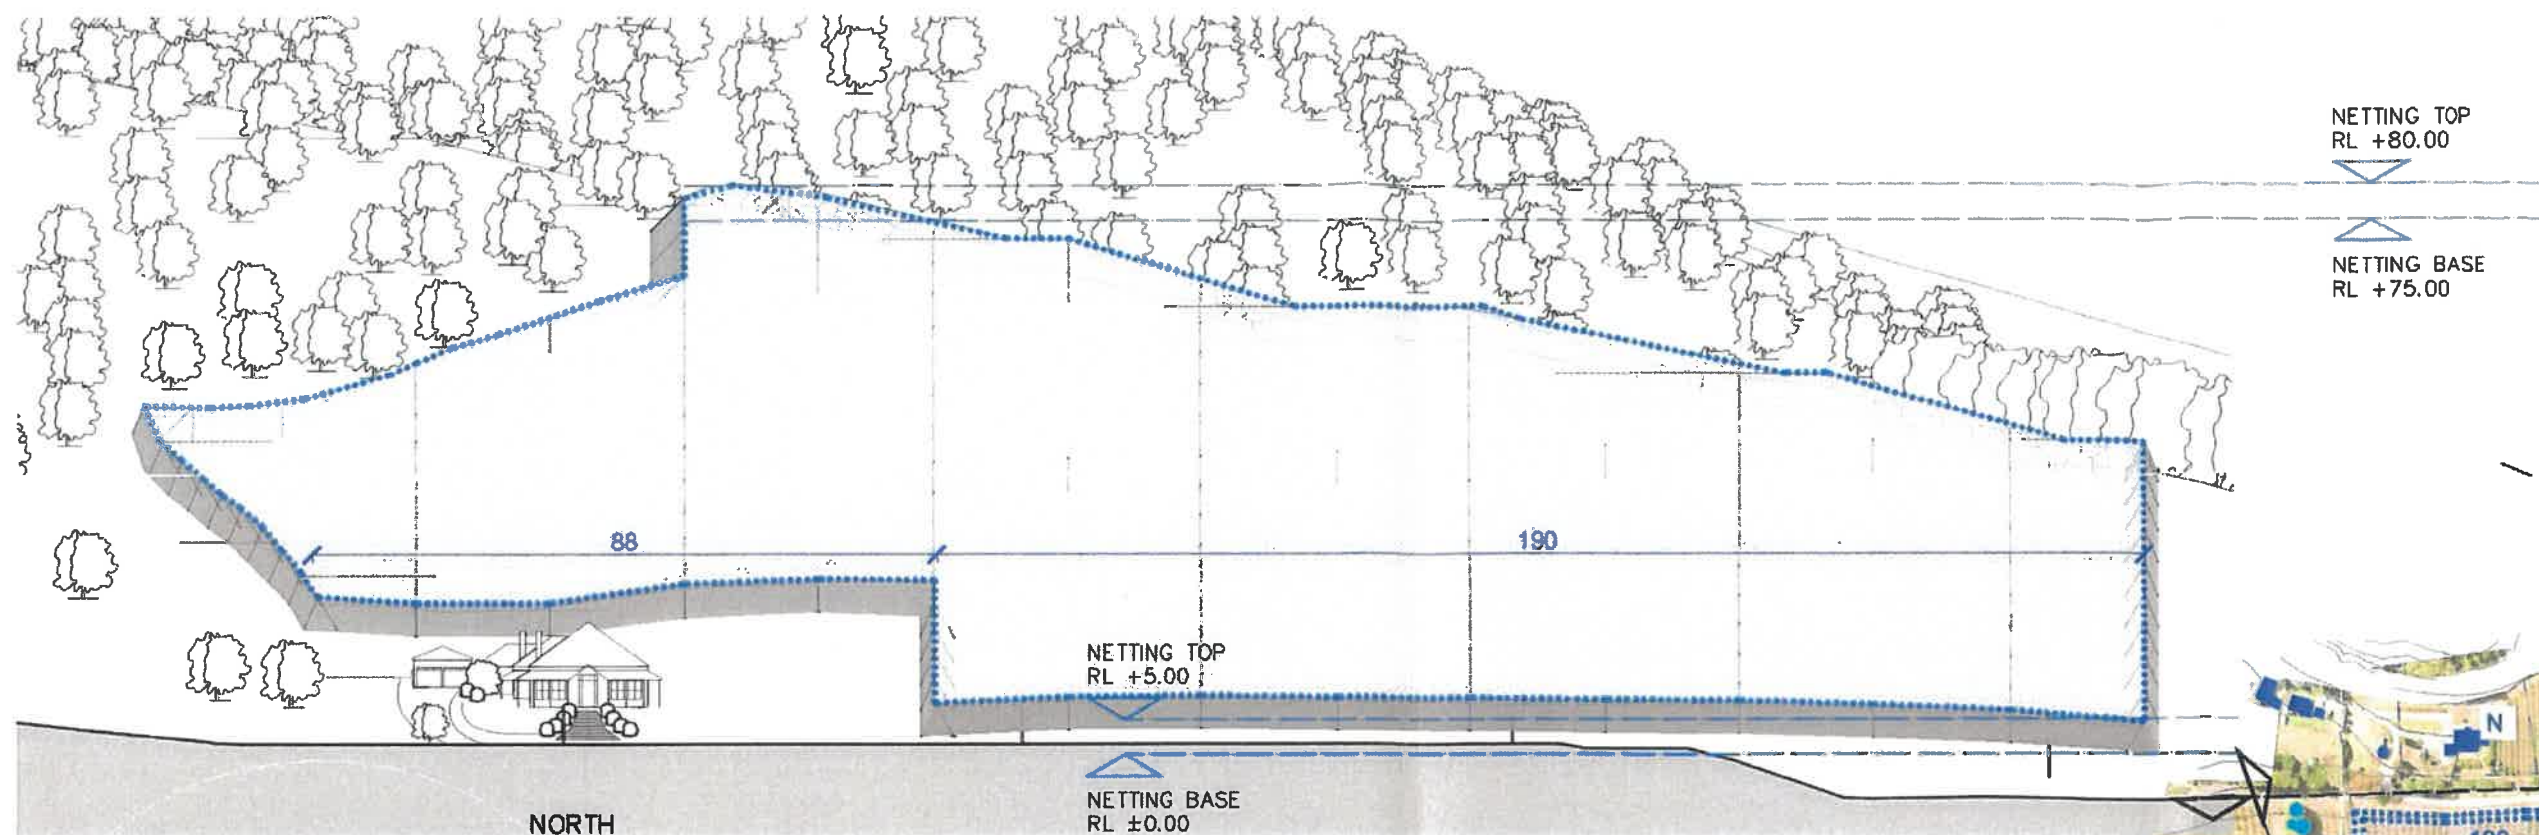 NETTING TOP
RL +80.00
NETTING BASE
RL +75.00
88
190
NETTING TOP
RL +5.00
N
NETTING BASE
RL ±0.00
NORTH